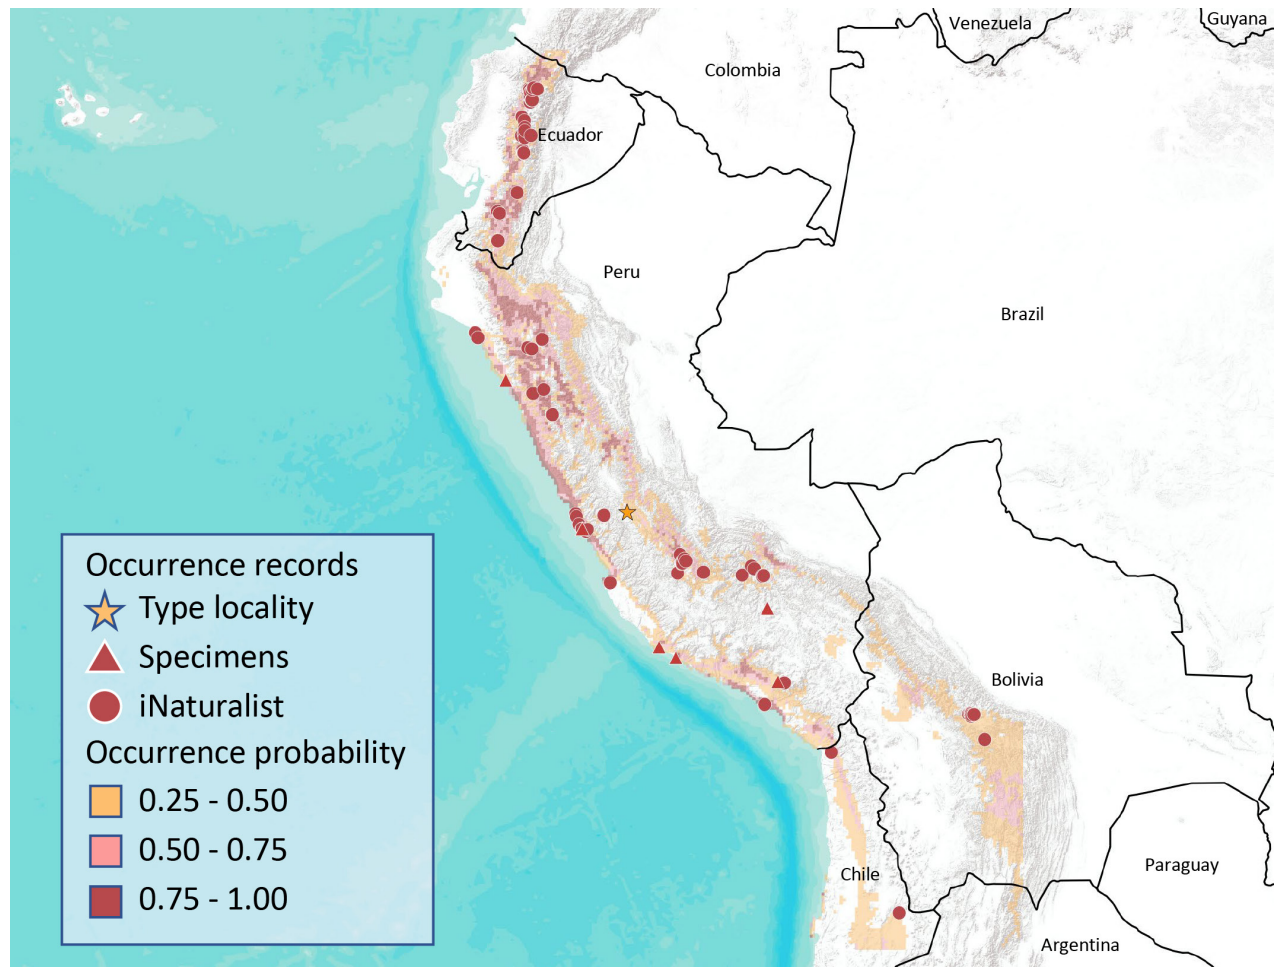 Venezuela
Guyana
Colombia
Ecuador
Peru
Brazil
Occurrence records
Type locality
Specimens
iNaturalist
Occurrence probability
0.25 - 0.50
0.50 - 0.75
0.75 - 1.00
Bolivia
Chile
Paraguay
Argentina